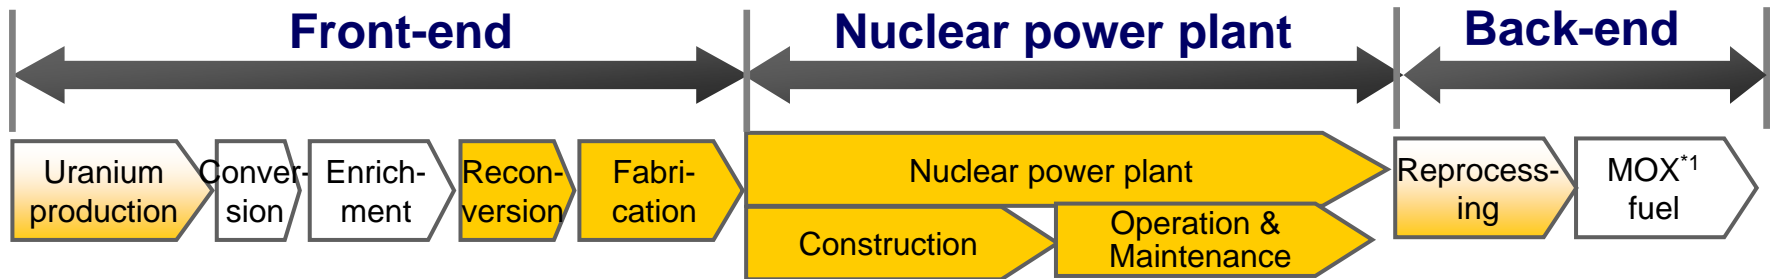 Front-end
Nuclear power plant
Back-end
Uranium
production
Conver-
sion
Enrich-
ment
Recon-
version
Fabri-
cation
Nuclear power plant
Construction
Operation &
Maintenance
Reprocess-
ing
MOX*1
fuel